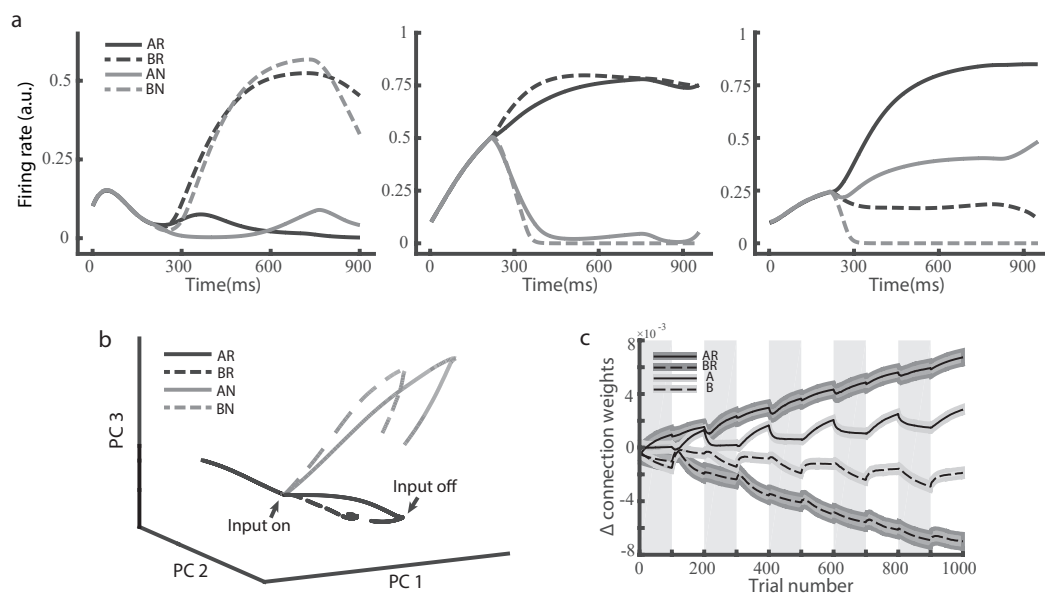 a
AR
BR
AN
BN
Firing rate (a.u.)
0.5
0.25
0
0
300
600
900
Time(ms)
1
0.75
0.5
0.25
0
0
300
600
900
Time(ms)
1
0.75
0.5
0.25
0
0
300
600
900
Time(ms)
b
AR
BR
AN
BN
PC 3
PC 2
PC 1
Input on
Input off
c
×10⁻³
AR
BR
A
B
Δ connection weights
8
4
0
-4
-8
0
200
400
600
800
1000
Trial number